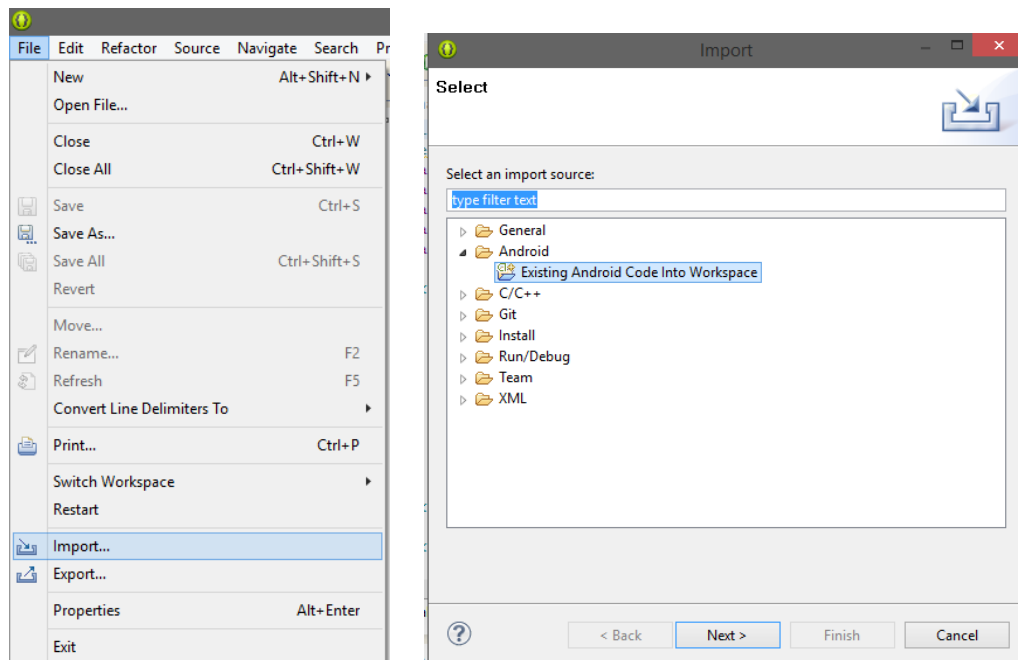 File Edit Refactor Source Navigate Search Pr
New Alt+Shift+N
Open File...
Close Ctrl+W
Close All Ctrl+Shift+W
Save Ctrl+S
Save As...
Save All Ctrl+Shift+S
Revert
Move...
Rename... F2
Refresh F5
Convert Line Delimiters To
Print... Ctrl+P
Switch Workspace
Restart
Import...
Export...
Properties Alt+Enter
Exit
Import
Select
Select an import source:
type filter text
General
Android
Existing Android Code Into Workspace
C/C++
Git
Install
Run/Debug
Team
XML
< Back Next > Finish Cancel